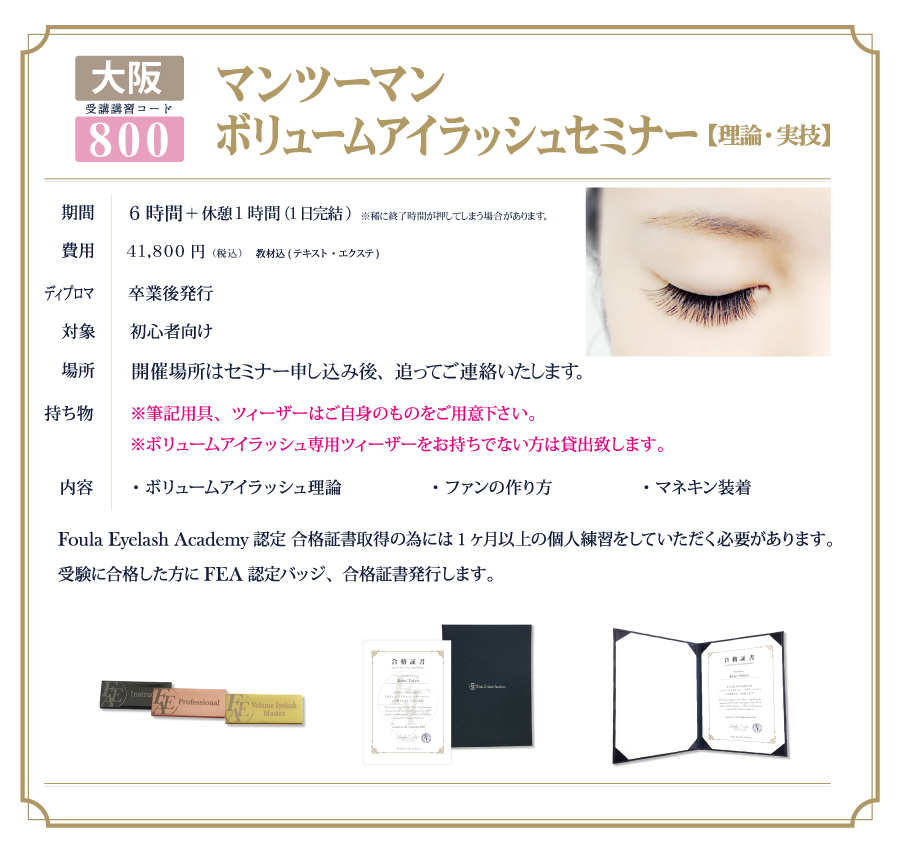 大阪
受講講習コード
800
マンツーマン
ボリュームアイラッシュセミナー【理論・実技】
期間 6時間＋休憩1時間（1日完結） ※稀に終了時間が押してしまう場合があります。
費用 41,800円（税込） 教材込(テキスト・エクステ)
ディプロマ 卒業後発行
対象 初心者向け
場所 開催場所はセミナー申し込み後、追ってご連絡いたします。
持ち物 ※筆記用具、ツィーザーはご自身のものをご用意下さい。
※ボリュームアイラッシュ専用ツィーザーをお持ちでない方は貸出致します。
内容 ・ボリュームアイラッシュ理論 ・ファンの作り方 ・マネキン装着
Foula Eyelash Academy 認定 合格証書取得の為には1ヶ月以上の個人練習をしていただく必要があります。
受験に合格した方にFEA認定バッジ、合格証書発行します。
FAE Instru
FAE Professional
FAE Volume Eyelash
Master
合格証書
Foula Eyelash Academy
合格証書